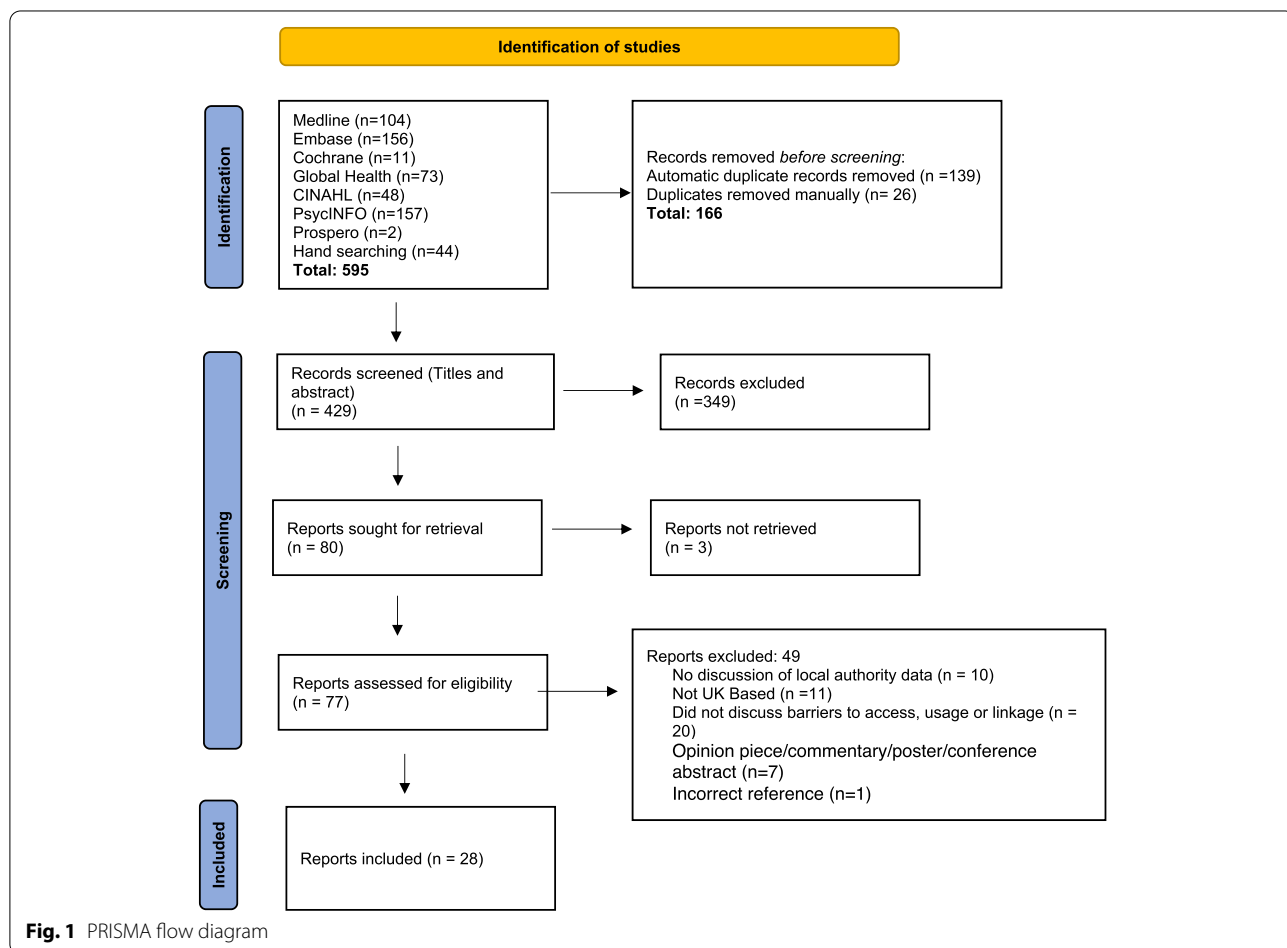 Identification of studies
Identification
Medline (n=104)
Embase (n=156)
Cochrane (n=11)
Global Health (n=73)
CINAHL (n=48)
PsycINFO (n=157)
Prospero (n=2)
Hand searching (n=44)
Total: 595
Records removed before screening:
Automatic duplicate records removed (n =139)
Duplicates removed manually (n= 26)
Total: 166
Screening
Records screened (Titles and
abstract)
(n = 429)
Records excluded
(n =349)
Reports sought for retrieval
(n = 80)
Reports not retrieved
(n = 3)
Reports assessed for eligibility
(n = 77)
Reports excluded: 49
No discussion of local authority data (n = 10)
Not UK Based (n =11)
Did not discuss barriers to access, usage or linkage (n =
20)
Opinion piece/commentary/poster/conference
abstract (n=7)
Incorrect reference (n=1)
Included
Reports included (n = 28)
Fig. 1 PRISMA flow diagram